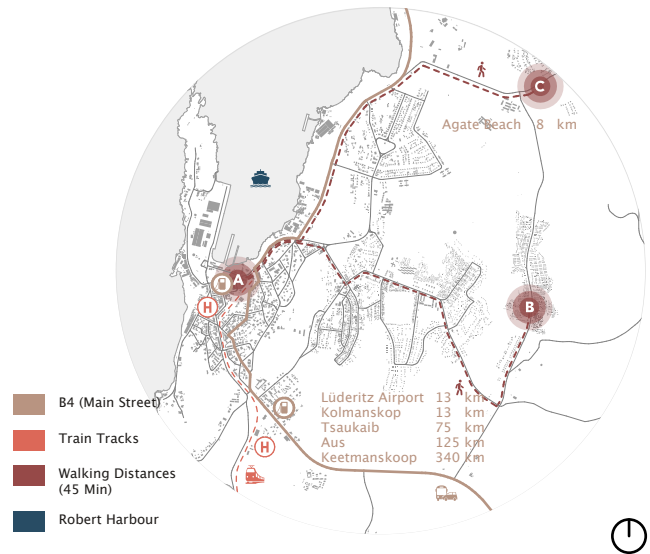 C
Agate Beach 8 km
A
H
B
Lüderitz Airport 13 km
Kolmanskop 13 km
Tsaukaib 75 km
Aus 125 km
Keetmanskoop 340 km
H
B4 (Main Street)
Train Tracks
Walking Distances
(45 Min)
Robert Harbour